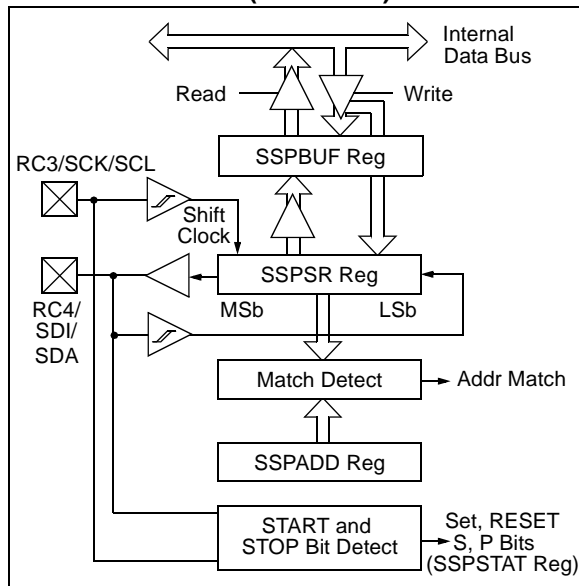 Internal
Data Bus
Read
Write
SSPBUF Reg
RC3/SCK/SCL
Shift
Clock
SSPSR Reg
MSb
LSb
RC4/
SDI/
SDA
Match Detect
Addr Match
SSPADD Reg
START and
STOP Bit Detect
Set, RESET
S, P Bits
(SSPSTAT Reg)